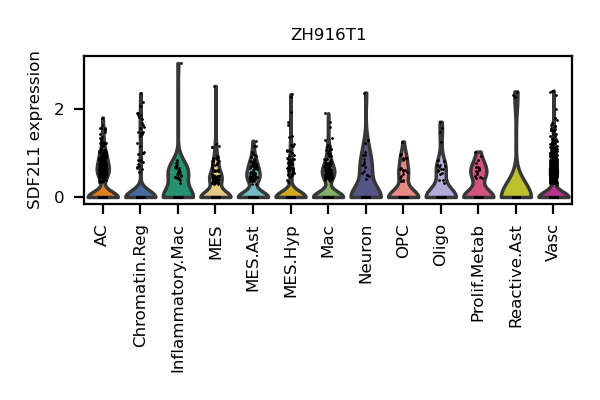 ZH916T1
SDF2L1 expression
2
0
AC
Chromatin.Reg
Inflammatory.Mac
MES
MES.Ast
MES.Hyp
Mac
Neuron
OPC
Oligo
Prolif.Metab
Reactive.Ast
Vasc